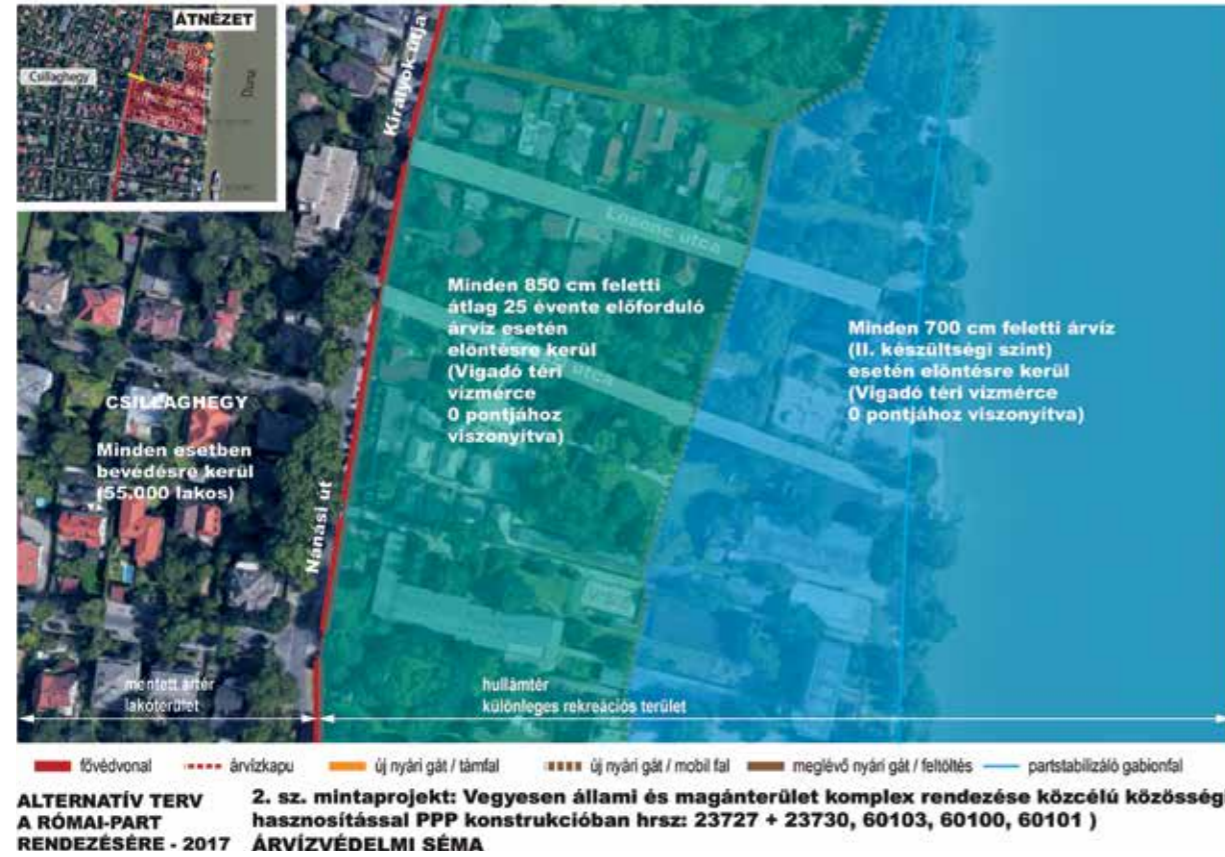 ÁTNÉZET
Csillaghegy
Duna
Királyok útja
Losonc utca
Minden 850 cm feletti
átlag 25 évente előforduló
árvíz esetén
elöntésre kerül
(Vigadó téri
vízmérce
0 pontjához
viszonyítva)
utca
Minden 700 cm feletti árvíz
(II. készültségi szint)
esetén elöntésre kerül
(Vigadó téri vízmérce
0 pontjához viszonyítva)
CSILLAGHEGY
Minden esetben
bevédésre kerül
(55.000 lakos)
Nánási út
mentett ártér
lakóterület
hullámtér
különleges rekreációs terület
fővédvonal
árvízkapu
új nyári gát / támfal
új nyári gát / mobil fal
meglévő nyári gát / feltöltés
partstabilizáló gabionfal
ALTERNATÍV TERV
A RÓMAI-PART
RENDEZÉSÉRE - 2017
2. sz. mintaprojekt: Vegyesen állami és magánterület komplex rendezése közcélú közösségi
hasznosítással PPP konstrukcióban hrsz: 23727 + 23730, 60103, 60100, 60101 )
ÁRVÍZVÉDELMI SÉMA